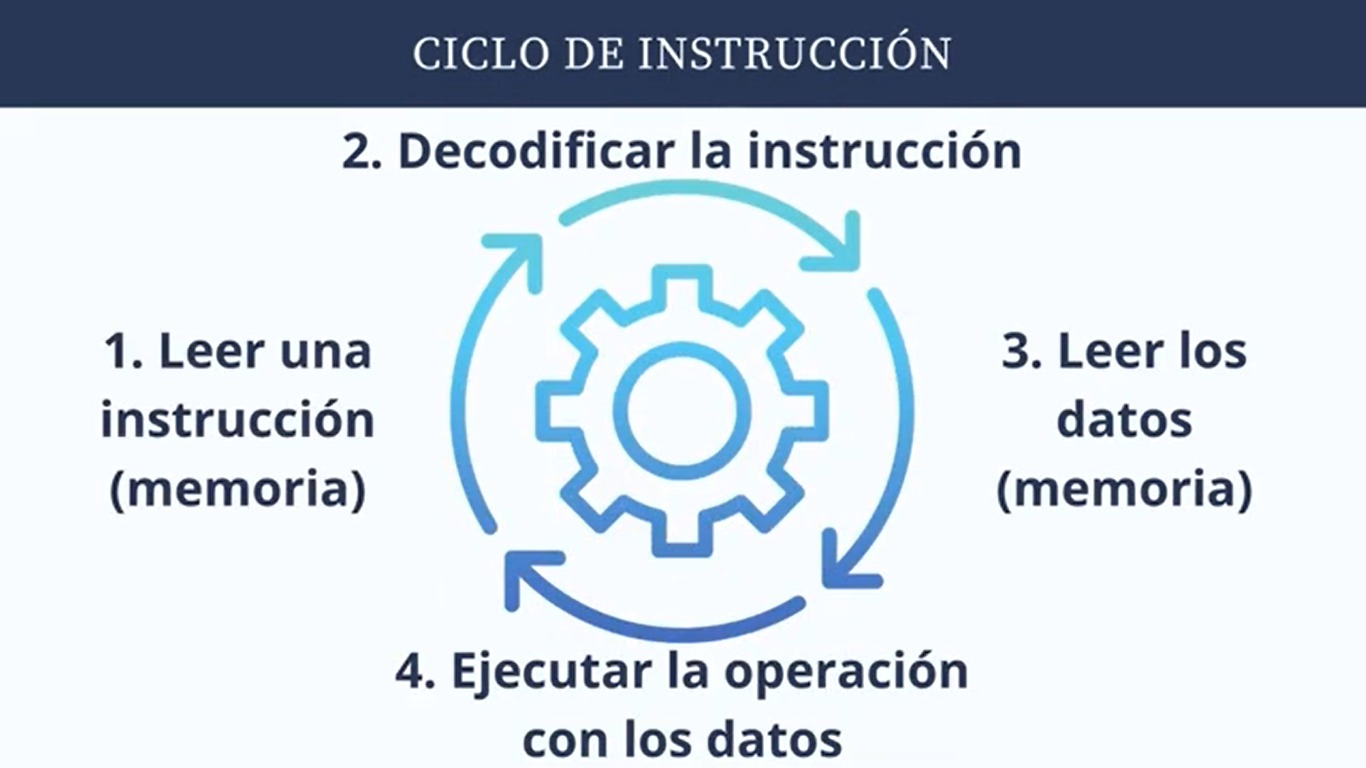 CICLO DE INSTRUCCIÓN
2. Decodificar la instrucción
1. Leer una
instrucción
(memoria)
3. Leer los
datos
(memoria)
4. Ejecutar la operación
con los datos